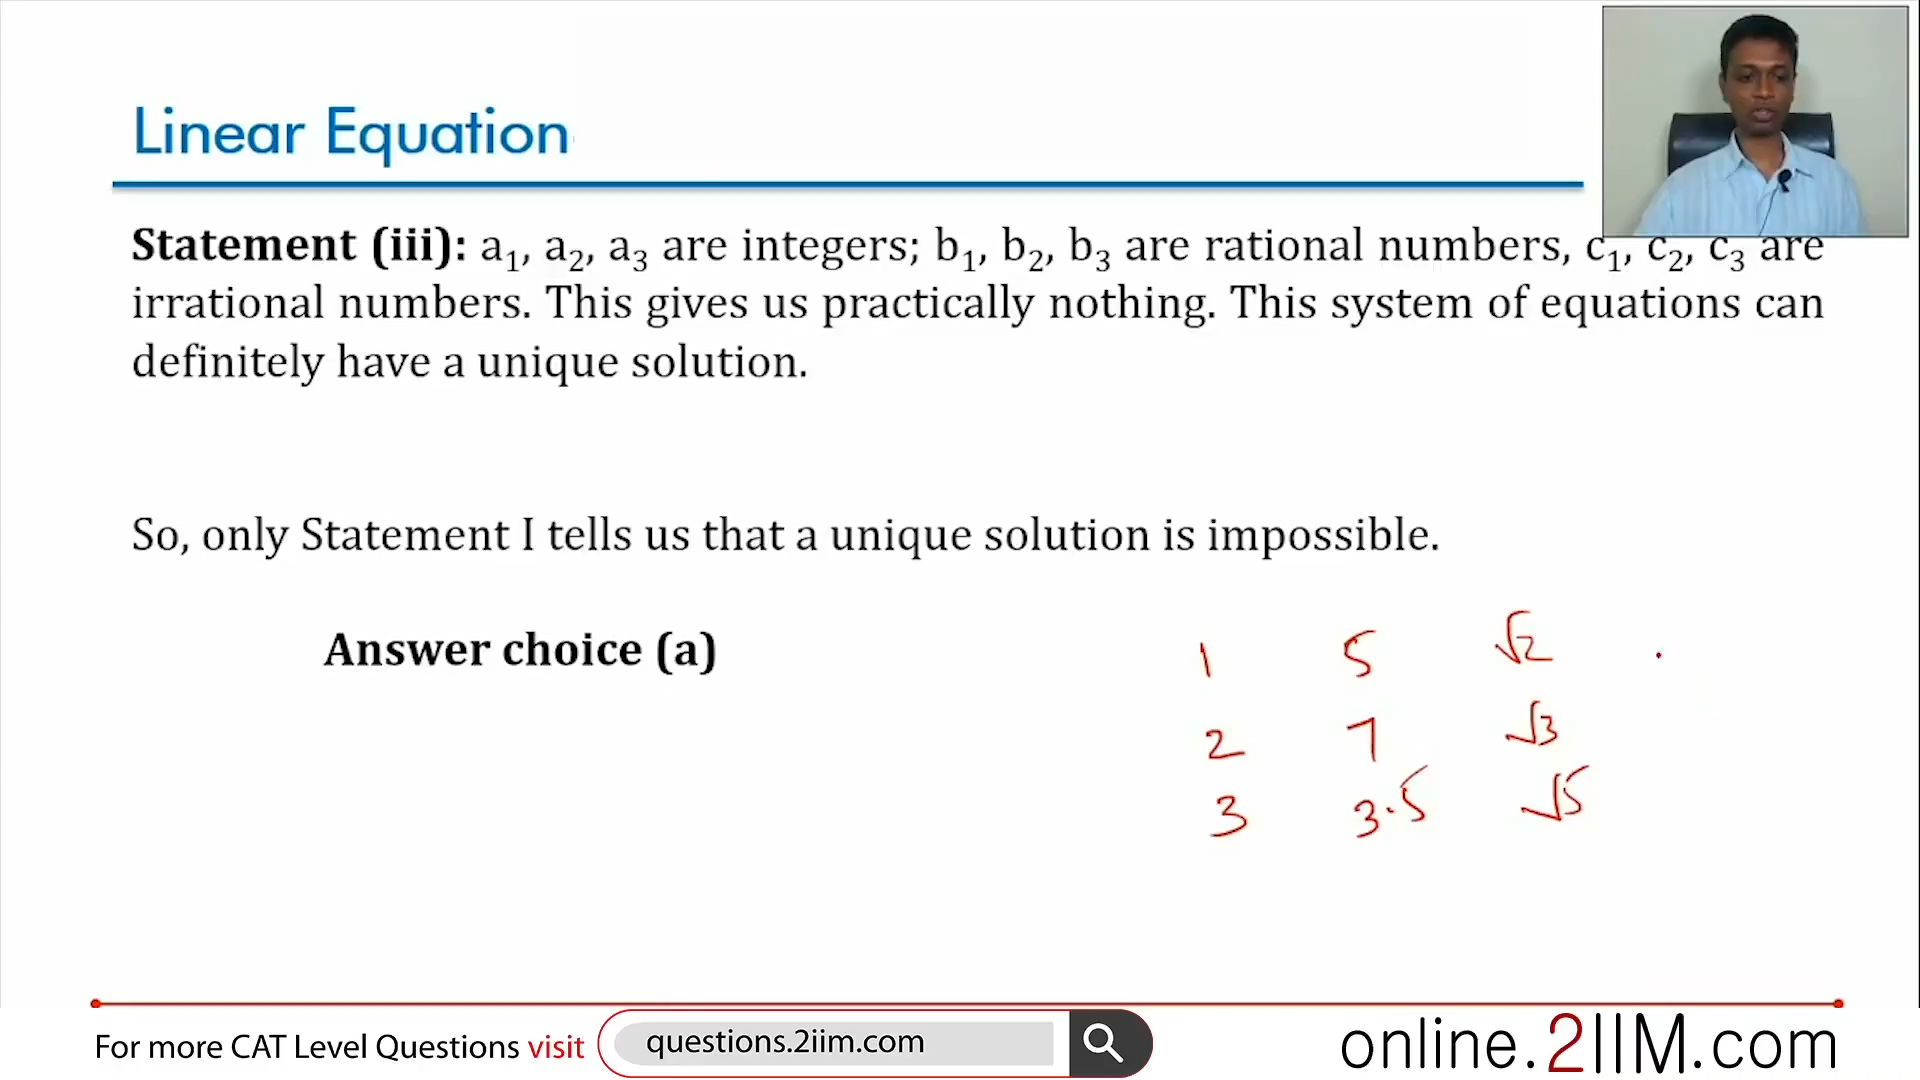 Linear Equation
Statement (iii): a₁, a₂, a₃ are integers; b₁, b₂, b₃ are rational numbers, c₁, c₂, c₃ are
irrational numbers. This gives us practically nothing. This system of equations can
definitely have a unique solution.
So, only Statement I tells us that a unique solution is impossible.
Answer choice (a)
1 5 √2
2 7 √3
3 3.5 √5
For more CAT Level Questions visit questions.2iim.com
online.2IIM.com